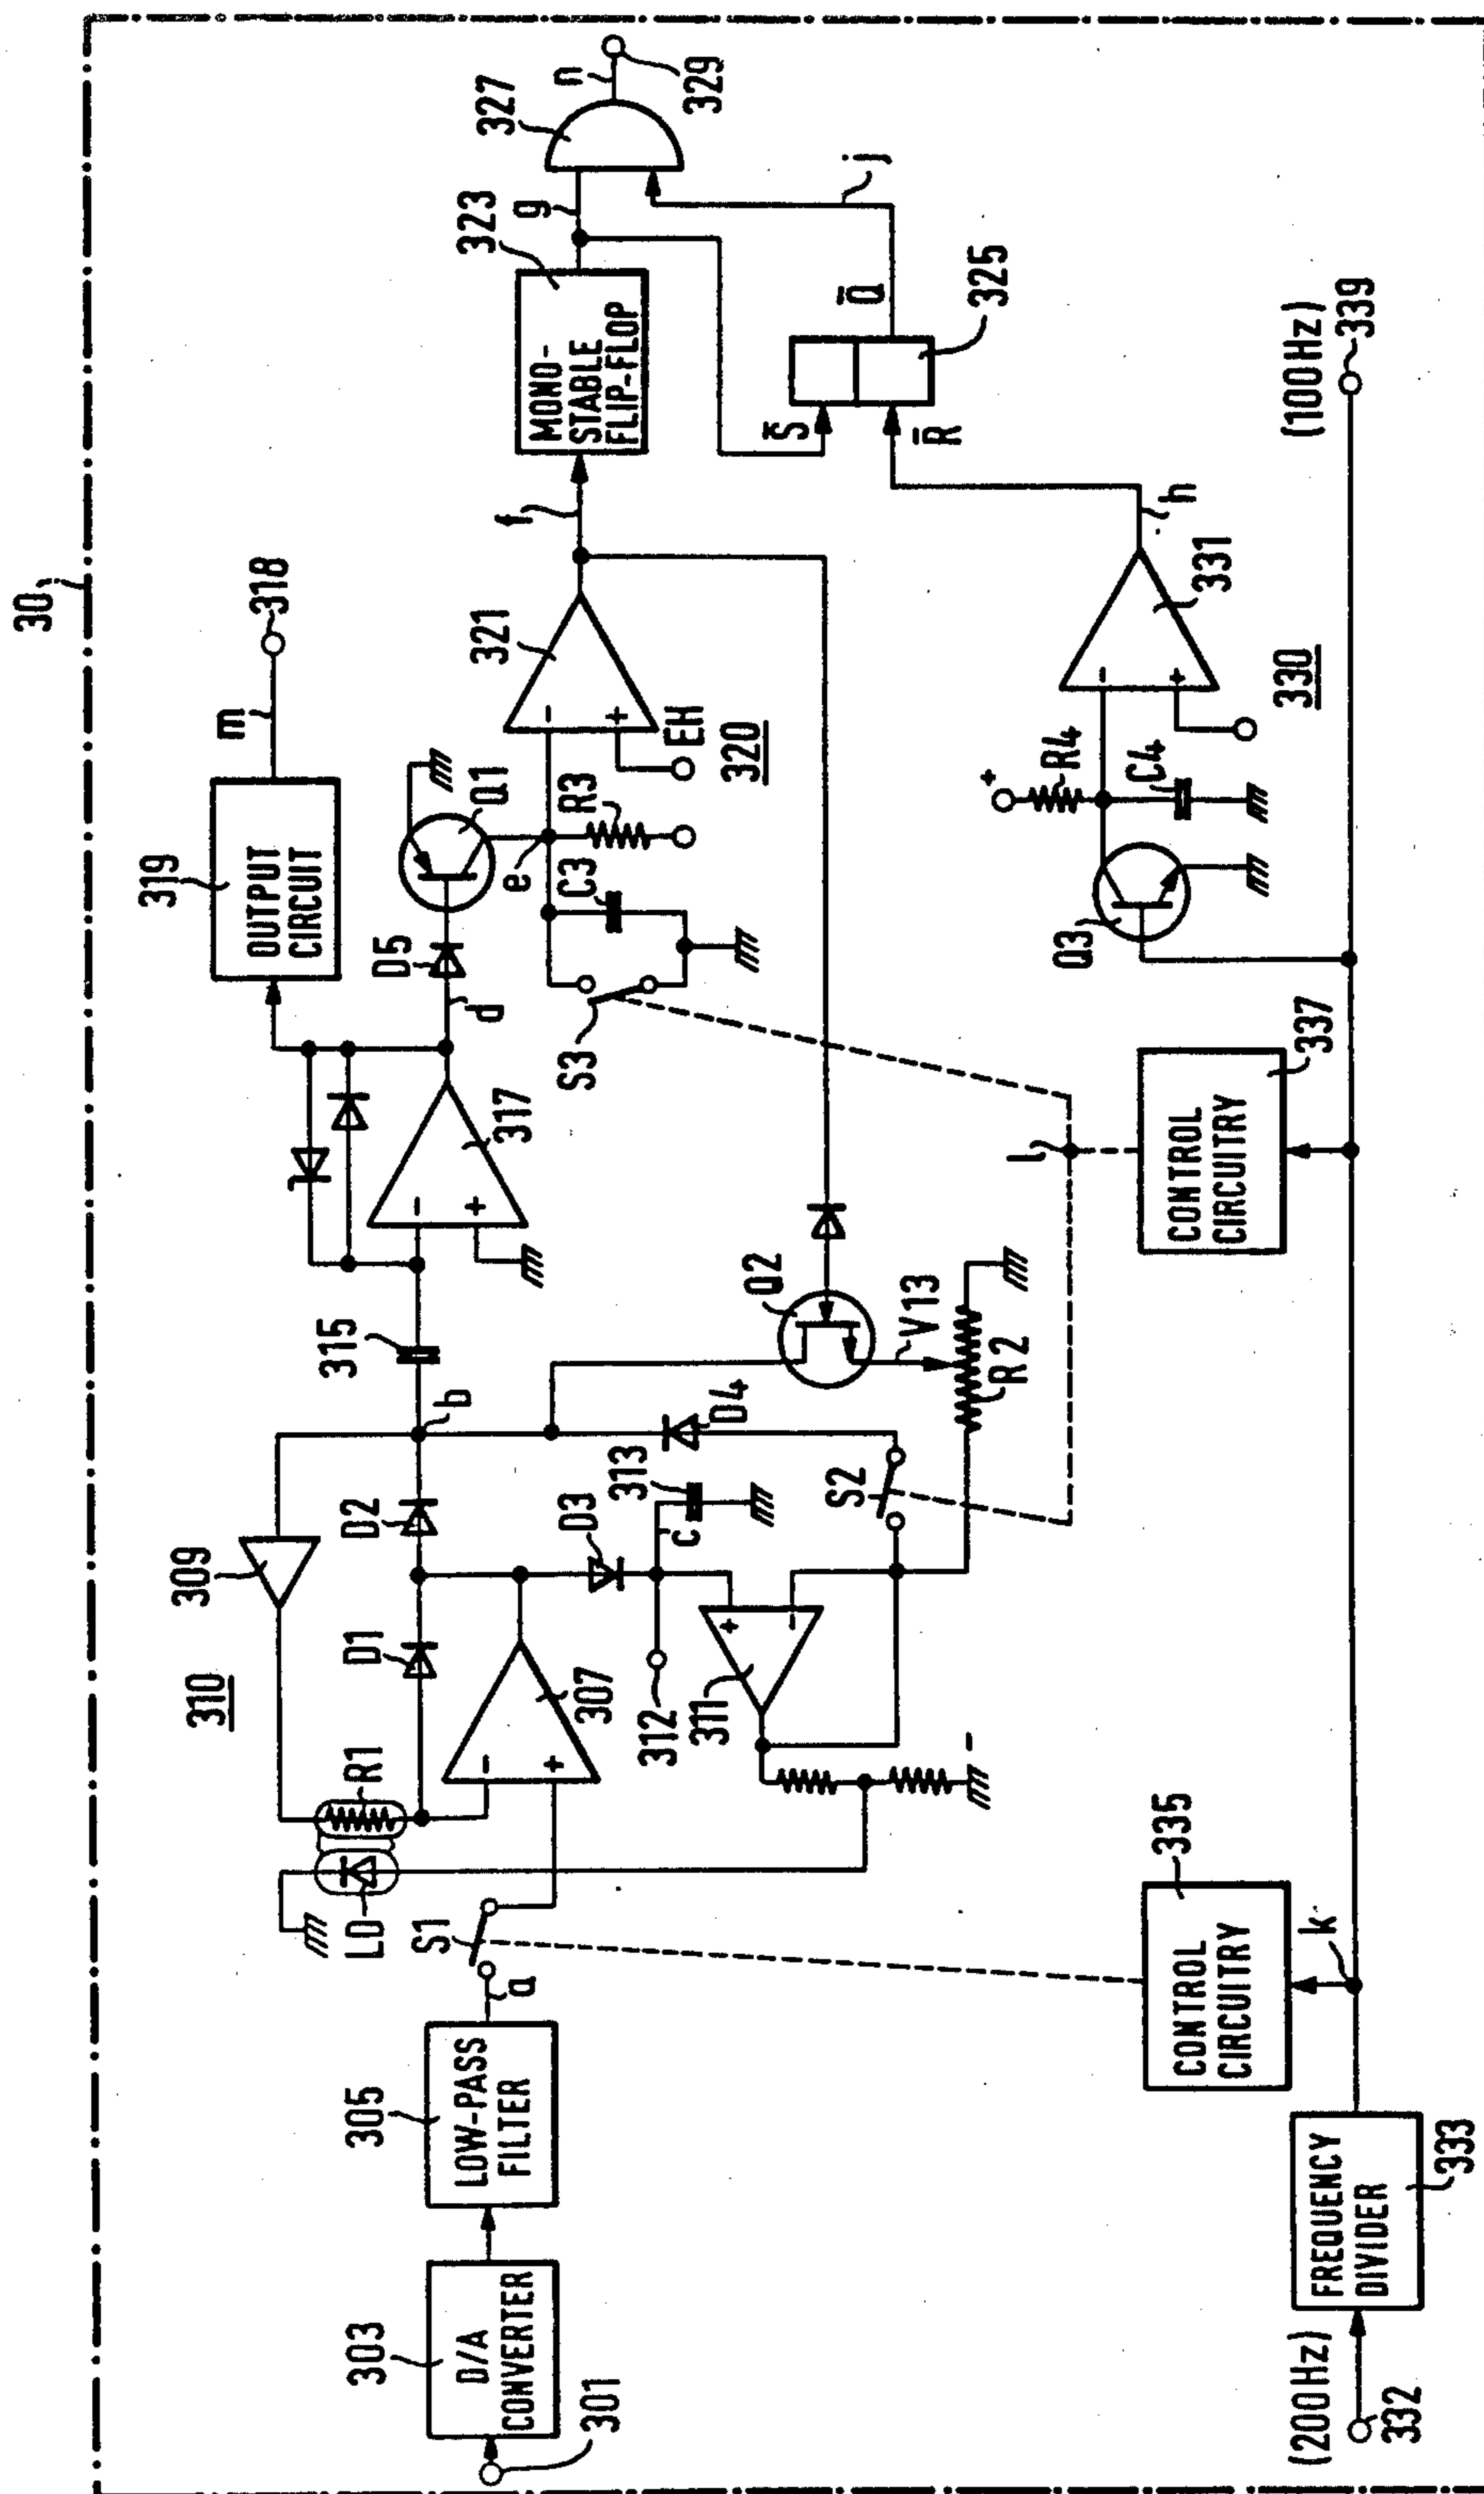 30
310
309
319
OUTPUT
CIRCUIT
m
318
303
D/A
CONVERTER
301
305
LOW-PASS
FILTER
a
S1
LD
R1
D1
D2
b
315
317
d
D5
Q1
e
321
f
323
MONO-
STABLE
FLIP-FLOP
g
327
n
329
307
-
+
-
+
-
+
S3
C3
R3
EH
320
312
D3
313
c
D4
311
+
-
S2
Q2
V13
R2
S̄
R̄
Q̄
325
j
-
l
Q3
+
R4
C4
-
+
331
h
330
335
CONTROL
CIRCUITRY
k
CONTROL
CIRCUITRY
337
(200Hz)
332
FREQUENCY
DIVIDER
333
(100Hz)
339